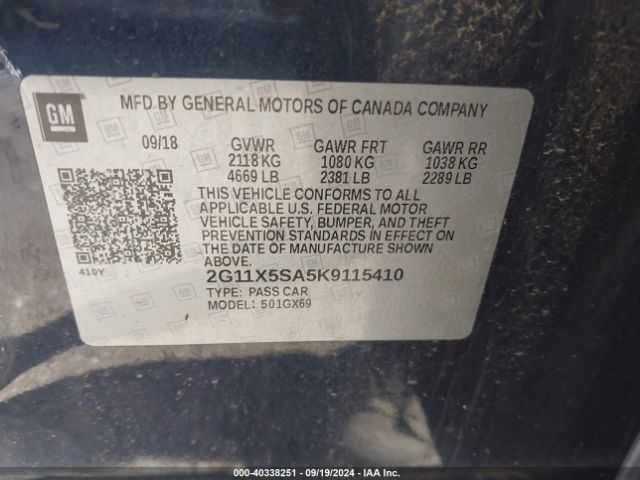 GM
MFD BY GENERAL MOTORS OF CANADA COMPANY
09/18 GVWR GAWR FRT GAWR RR
2118 KG 1080 KG 1038 KG
4669 LB 2381 LB 2289 LB
THIS VEHICLE CONFORMS TO ALL
APPLICABLE U.S. FEDERAL MOTOR
VEHICLE SAFETY, BUMPER, AND THEFT
PREVENTION STANDARDS IN EFFECT ON
THE DATE OF MANUFACTURE SHOWN
ABOVE.
410Y
2G11X5SA5K9115410
TYPE: PASS CAR
MODEL: 501GX69
000-40338251 - 09/19/2024 - IAA Inc.